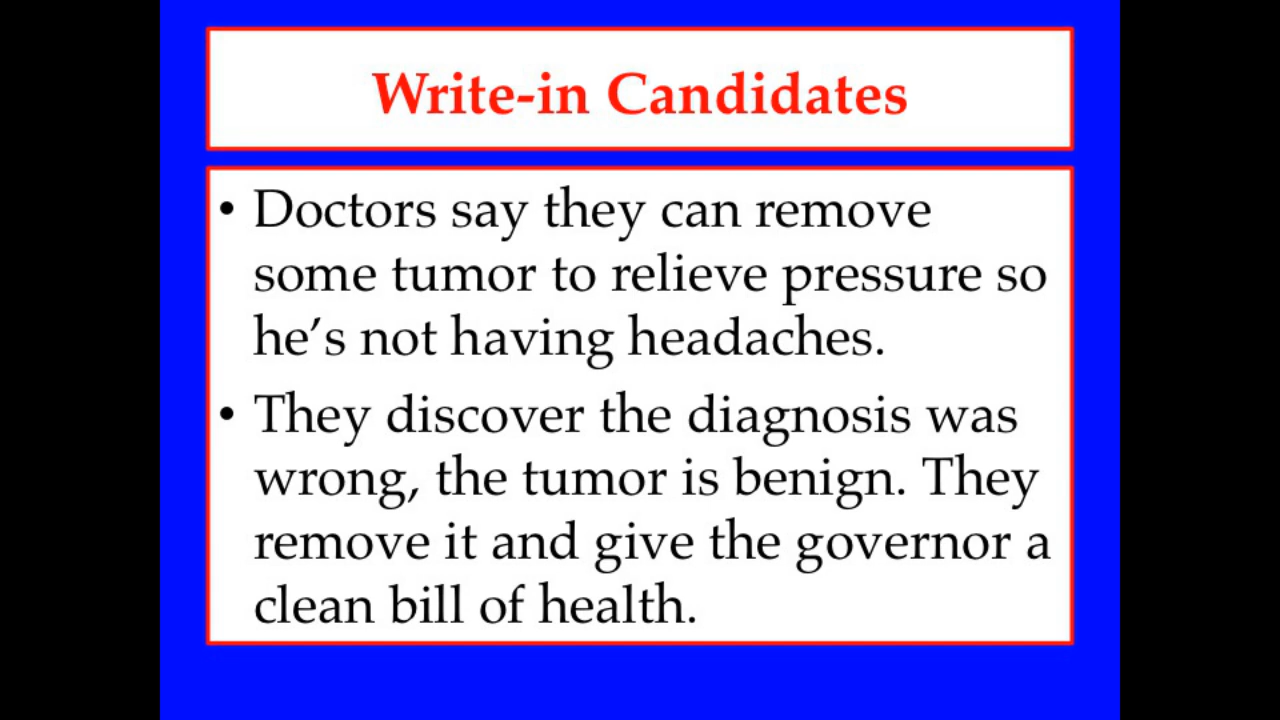 Write-in Candidates
• Doctors say they can remove
some tumor to relieve pressure so
he’s not having headaches.
• They discover the diagnosis was
wrong, the tumor is benign. They
remove it and give the governor a
clean bill of health.